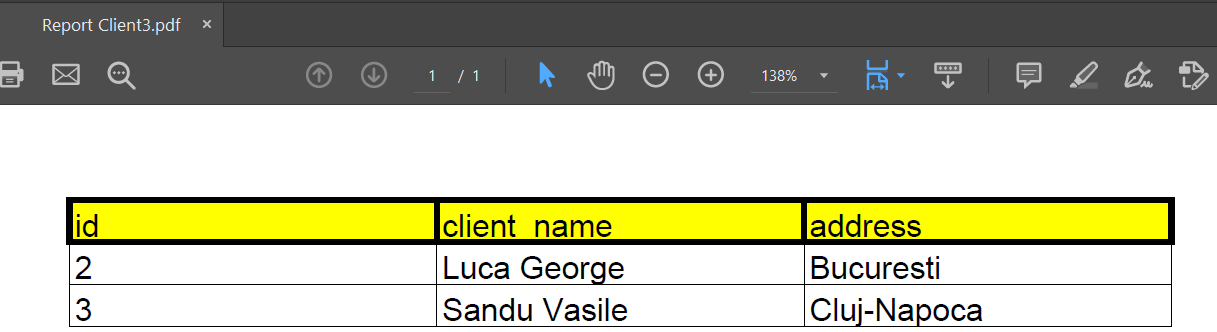 Report Client3.pdf ×
1 / 1 138%
id client_name address
2 Luca George Bucuresti
3 Sandu Vasile Cluj-Napoca